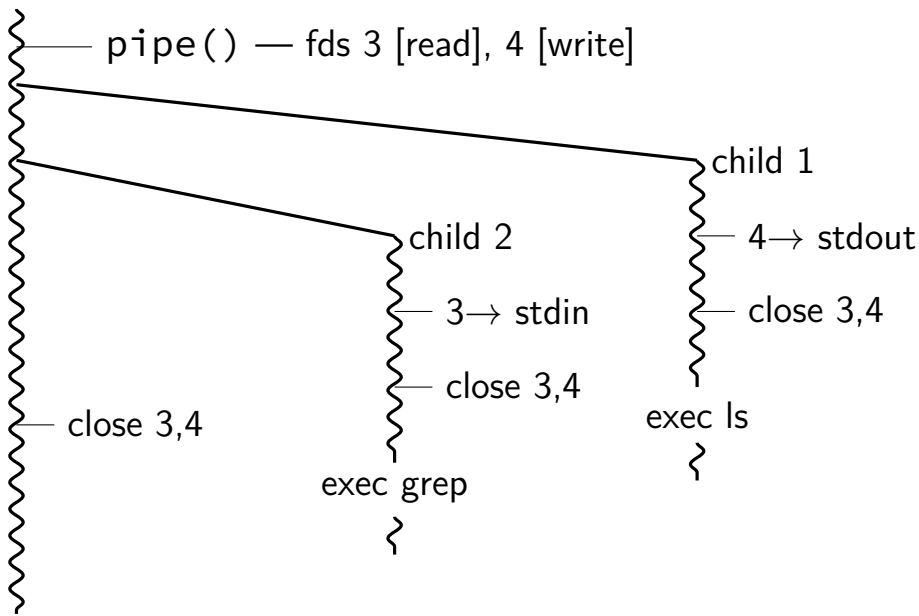 pipe() — fds 3 [read], 4 [write]
child 1
child 2
4→ stdout
3→ stdin
close 3,4
close 3,4
close 3,4
exec ls
exec grep